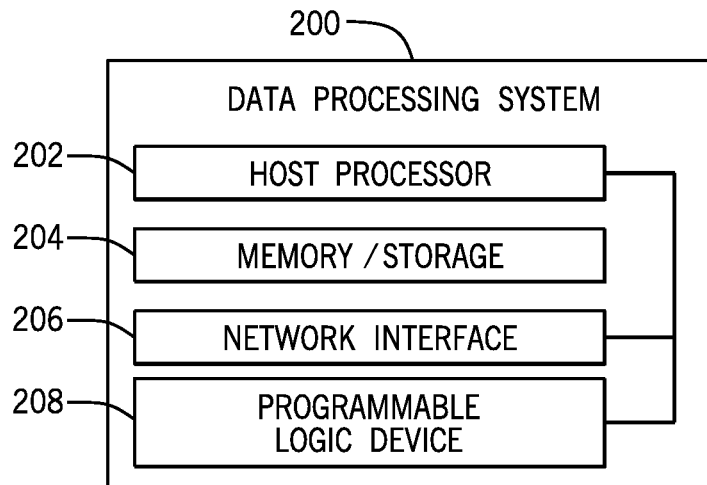 200
DATA PROCESSING SYSTEM
202
HOST PROCESSOR
204
MEMORY / STORAGE
206
NETWORK INTERFACE
208
PROGRAMMABLE
LOGIC DEVICE